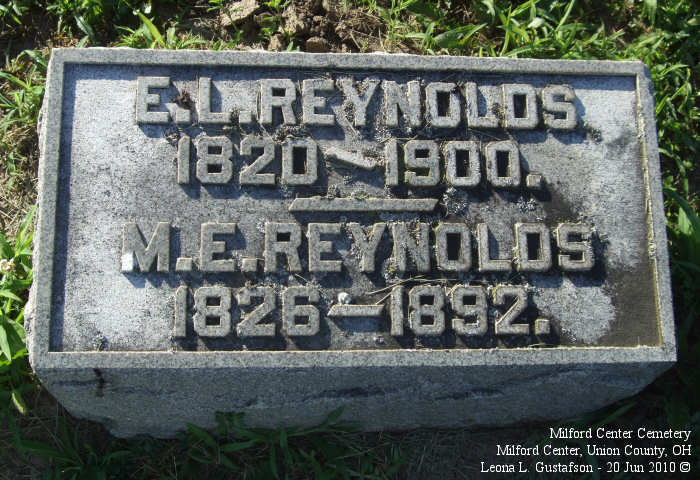 E.L. REYNOLDS
1820 — 1900.
M.E. REYNOLDS
1826 — 1892.
Milford Center Cemetery
Milford Center, Union County, OH
Leona L. Gustafson - 20 Jun 2010 ©